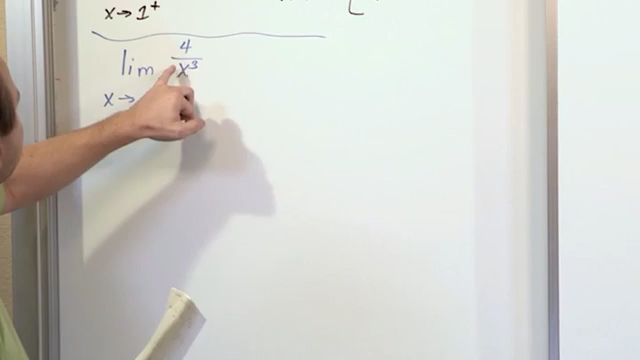 x → 1⁺
lim 4/x³
x →